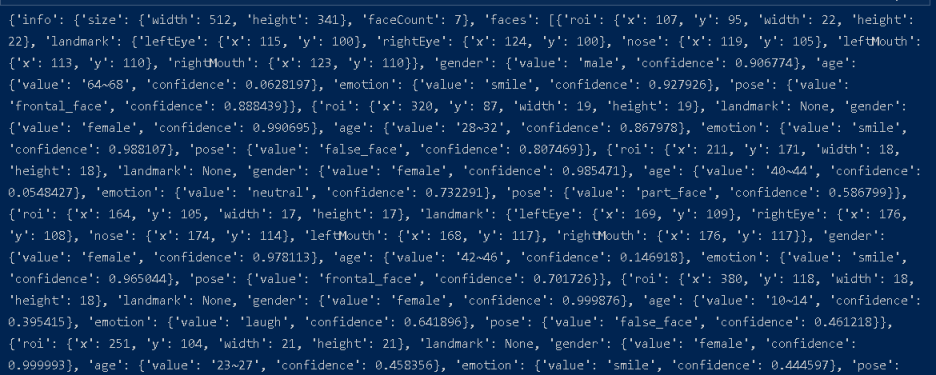 {'info': {'size': {'width': 512, 'height': 341}, 'faceCount': 7}, 'faces': [{'roi': {'x': 107, 'y': 95, 'width': 22, 'height':
22}, 'landmark': {'leftEye': {'x': 115, 'y': 100}, 'rightEye': {'x': 124, 'y': 100}, 'nose': {'x': 119, 'y': 105}, 'leftMouth':
{'x': 113, 'y': 110}, 'rightMouth': {'x': 123, 'y': 110}}, 'gender': {'value': 'male', 'confidence': 0.906774}, 'age':
{'value': '64~68', 'confidence': 0.0628197}, 'emotion': {'value': 'smile', 'confidence': 0.927926}, 'pose': {'value':
'frontal_face', 'confidence': 0.888439}}, {'roi': {'x': 320, 'y': 87, 'width': 19, 'height': 19}, 'landmark': None, 'gender':
{'value': 'female', 'confidence': 0.990695}, 'age': {'value': '28~32', 'confidence': 0.867978}, 'emotion': {'value': 'smile',
'confidence': 0.988107}, 'pose': {'value': 'false_face', 'confidence': 0.807469}}, {'roi': {'x': 211, 'y': 171, 'width': 18,
'height': 18}, 'landmark': None, 'gender': {'value': 'female', 'confidence': 0.985471}, 'age': {'value': '40~44', 'confidence':
0.0548427}, 'emotion': {'value': 'neutral', 'confidence': 0.732291}, 'pose': {'value': 'part_face', 'confidence': 0.586799}},
{'roi': {'x': 164, 'y': 105, 'width': 17, 'height': 17}, 'landmark': {'leftEye': {'x': 169, 'y': 109}, 'rightEye': {'x': 176,
'y': 108}, 'nose': {'x': 174, 'y': 114}, 'leftMouth': {'x': 168, 'y': 117}, 'rightMouth': {'x': 176, 'y': 117}}, 'gender':
{'value': 'female', 'confidence': 0.978113}, 'age': {'value': '42~46', 'confidence': 0.146918}, 'emotion': {'value': 'smile',
'confidence': 0.965044}, 'pose': {'value': 'frontal_face', 'confidence': 0.701726}}, {'roi': {'x': 380, 'y': 118, 'width': 18,
'height': 18}, 'landmark': None, 'gender': {'value': 'female', 'confidence': 0.999876}, 'age': {'value': '10~14', 'confidence':
0.395415}, 'emotion': {'value': 'laugh', 'confidence': 0.641896}, 'pose': {'value': 'false_face', 'confidence': 0.461218}},
{'roi': {'x': 251, 'y': 104, 'width': 21, 'height': 21}, 'landmark': None, 'gender': {'value': 'female', 'confidence':
0.999993}, 'age': {'value': '23~27', 'confidence': 0.458356}, 'emotion': {'value': 'smile', 'confidence': 0.444597}, 'pose':